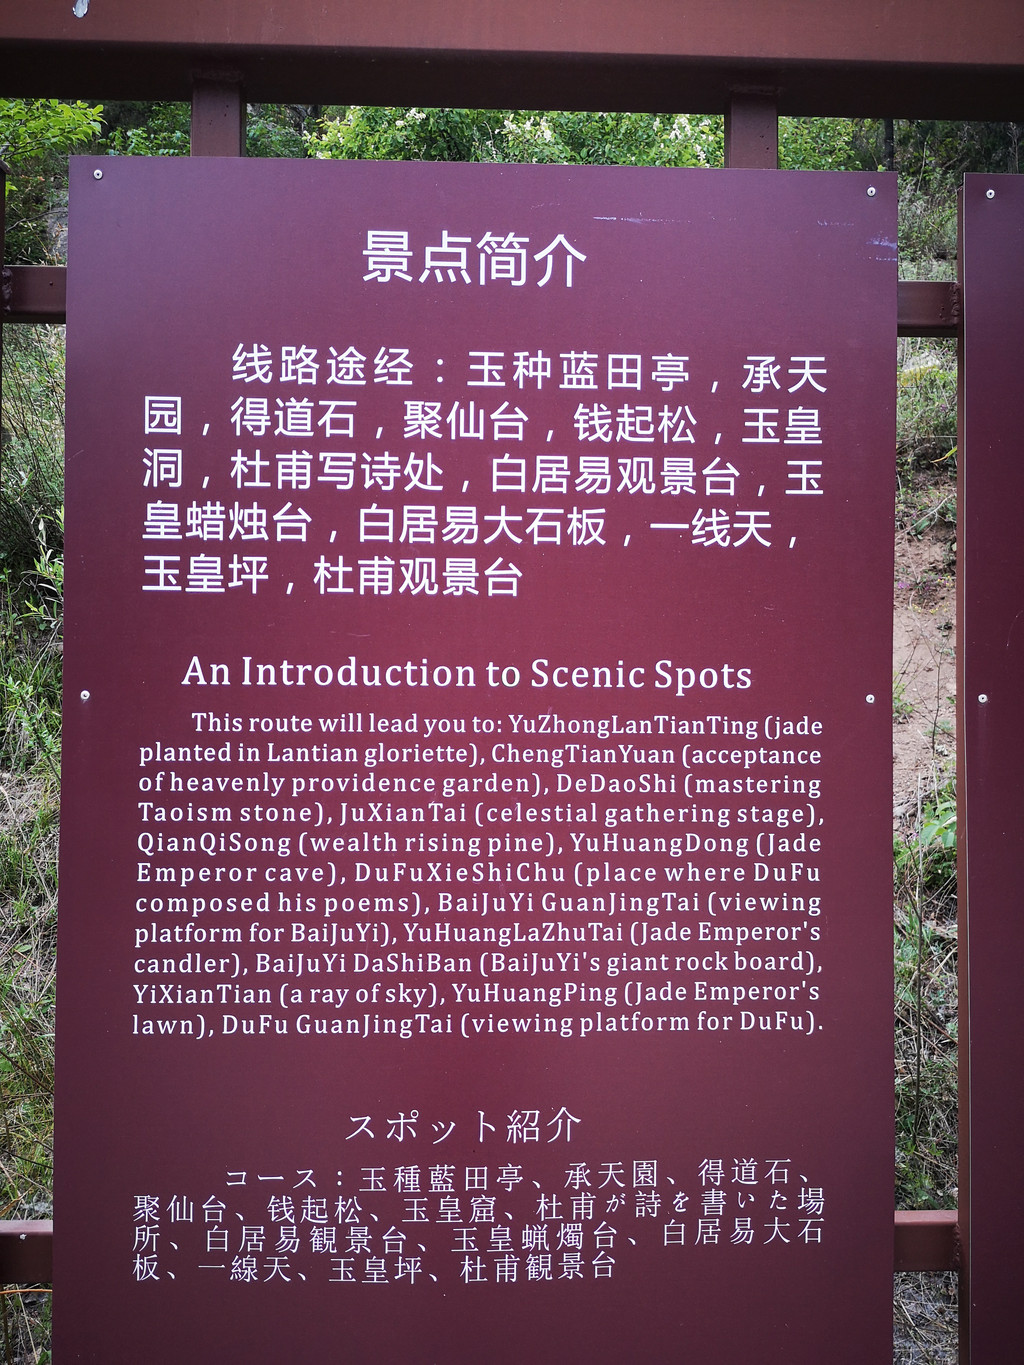 景点简介
线路途经：玉种蓝田亭，承天
园，得道石，聚仙台，钱起松，玉皇
洞，杜甫写诗处，白居易观景台，玉
皇蜡烛台，白居易大石板，一线天，
玉皇坪，杜甫观景台
An Introduction to Scenic Spots
This route will lead you to: YuZhongLanTianTing (jade
planted in Lantian gloriette), ChengTianYuan (acceptance
of heavenly providence garden), DeDaoShi (mastering
Taoism stone), JuXianTai (celestial gathering stage),
QianQiSong (wealth rising pine), YuHuangDong (Jade
Emperor cave), DuFuXieShiChu (place where DuFu
composed his poems), BaiJuYi GuanJingTai (viewing
platform for BaiJuYi), YuHuangLaZhuTai (Jade Emperor's
candler), BaiJuYi DaShiBan (BaiJuYi's giant rock board),
YiXianTian (a ray of sky), YuHuangPing (Jade Emperor's
lawn), DuFu GuanJingTai (viewing platform for DuFu).
スポット紹介
コース：玉種藍田亭、承天園、得道石、
聚仙台、钱起松、玉皇窟、杜甫が詩を書いた場
所、白居易観景台、玉皇蝋燭台、白居易大石
板、一線天、玉皇坪、杜甫観景台